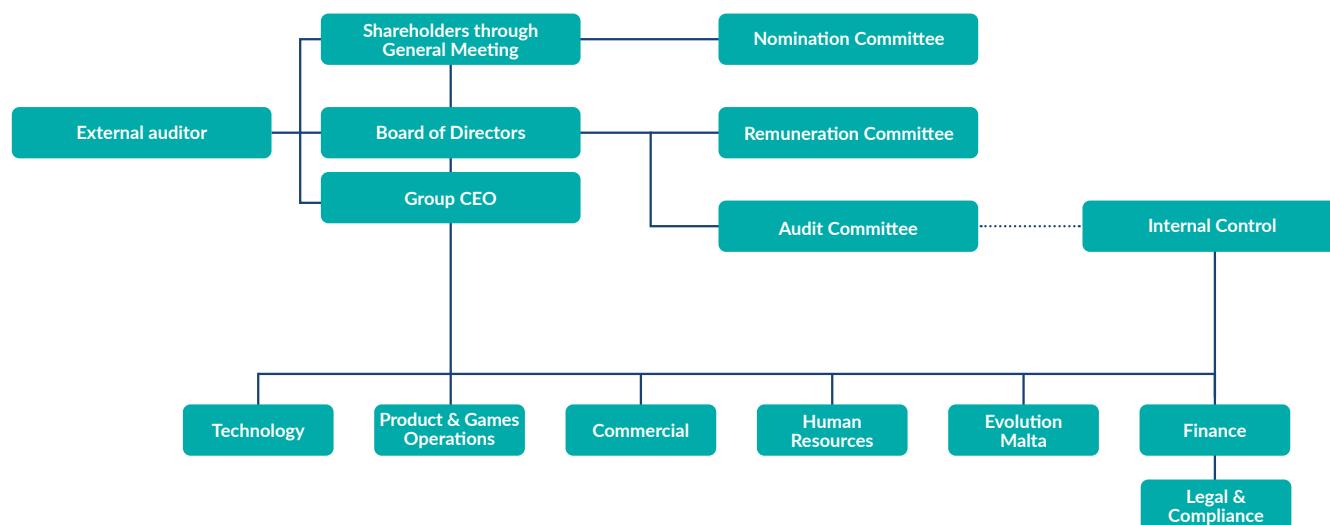 Shareholders through
General Meeting
Nomination Committee
External auditor
Board of Directors
Remuneration Committee
Group CEO
Audit Committee
Internal Control
Technology
Product & Games
Operations
Commercial
Human
Resources
Evolution
Malta
Finance
Legal &
Compliance